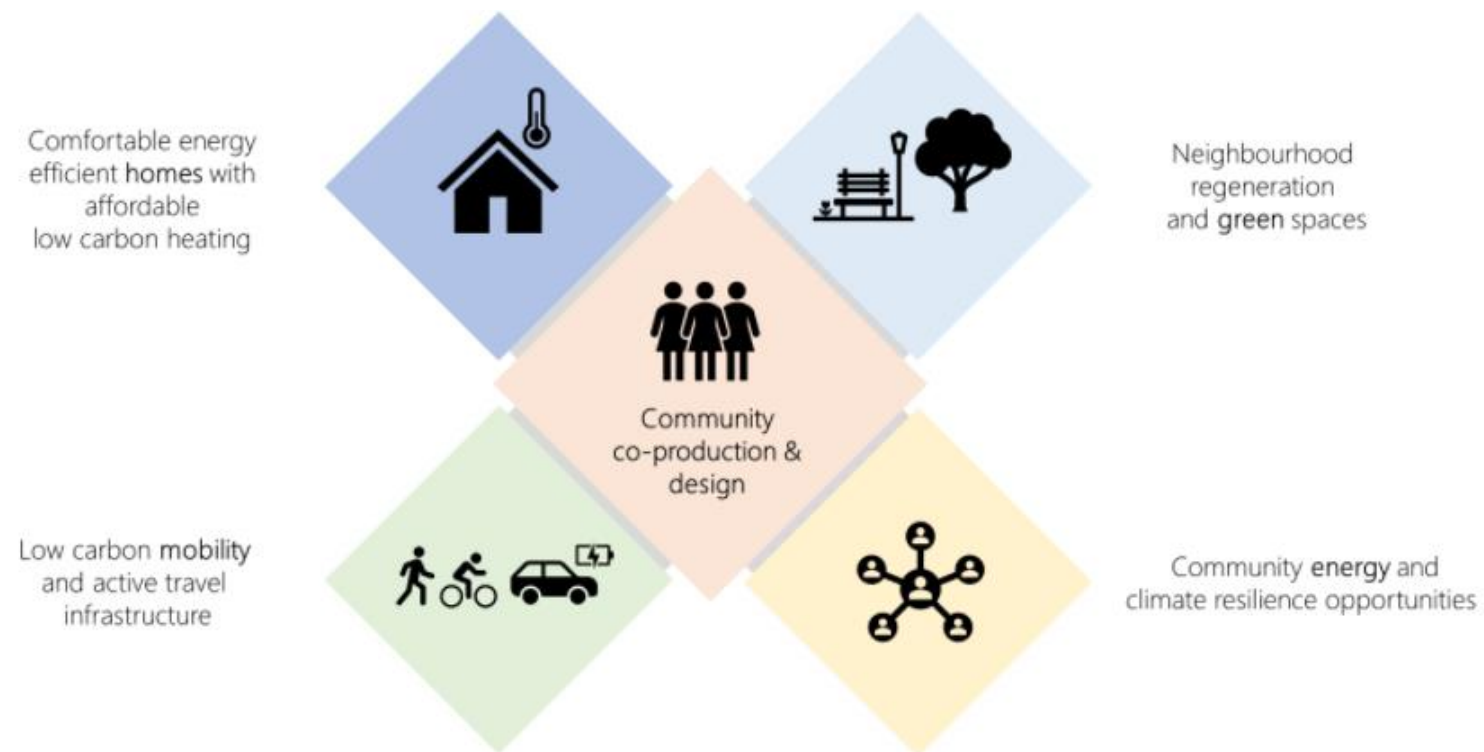 Comfortable energy
efficient homes with
affordable
low carbon heating
Neighbourhood
regeneration
and green spaces
Community
co-production &
design
Low carbon mobility
and active travel
infrastructure
Community energy and
climate resilience opportunities